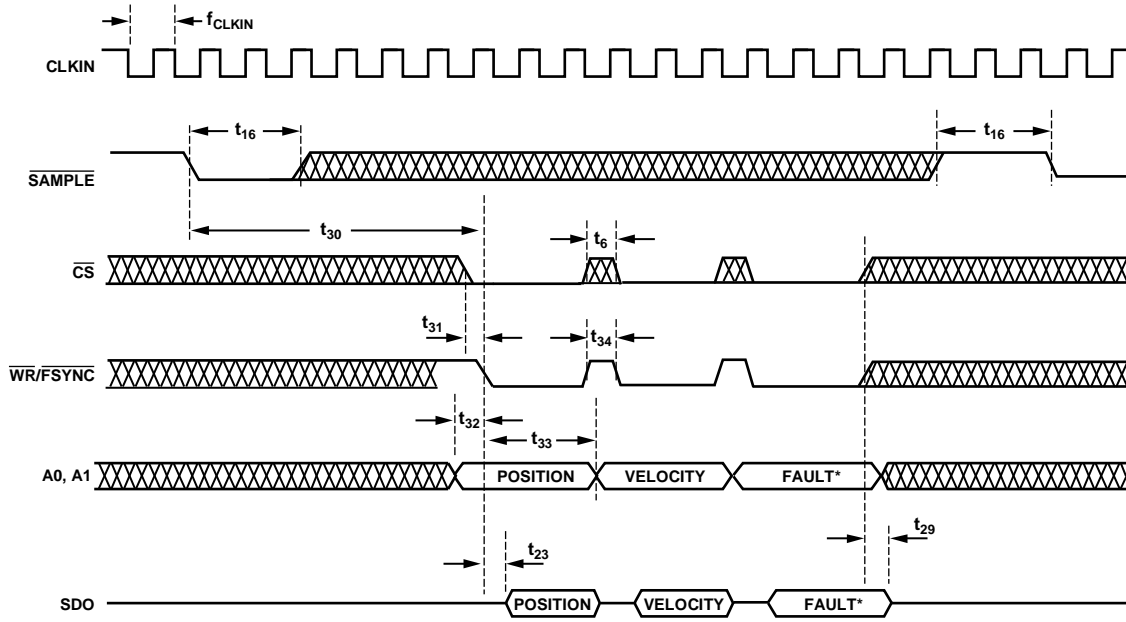 fCLKIN
CLKIN
t16
t16
SAMPLE
t30
t6
CS
t31
t34
WR/FSYNC
t32
t33
A0, A1
POSITION
VELOCITY
FAULT*
t23
t29
SDO
POSITION
VELOCITY
FAULT*